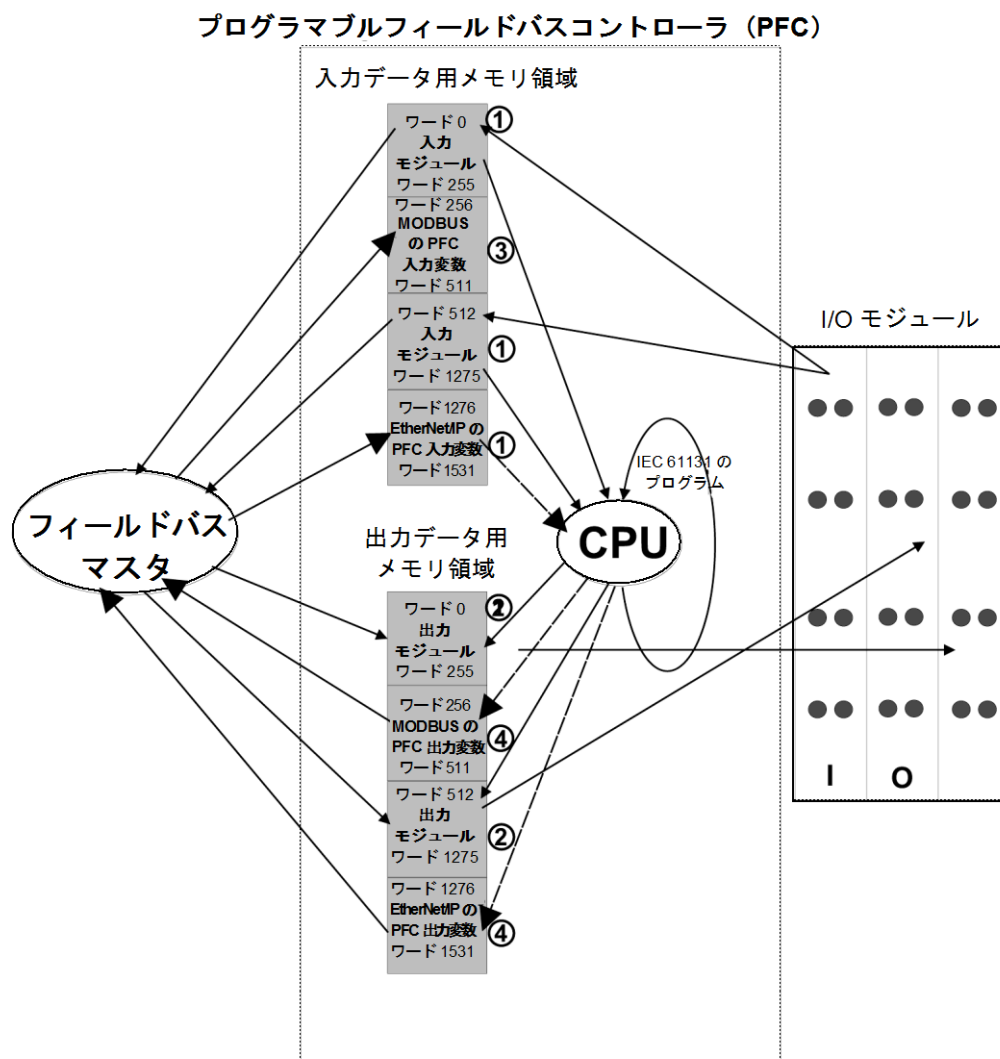 プログラマブルフィールドバスコントローラ（PFC）
入力データ用メモリ領域
ワード 0
①
入力
モジュール
ワード 255
ワード 256
MODBUS
の PFC
入力変数
③
ワード 511
ワード 512
入力
モジュール
①
ワード 1275
ワード 1276
EtherNet/IP の
PFC 入力変数
①
ワード 1531
I/O モジュール
IEC 61131 の
プログラム
フィールドバス
マスタ
CPU
出力データ用
メモリ領域
ワード 0
②
出力
モジュール
ワード 255
ワード 256
MODBUS の
PFC 出力変数
④
ワード 511
ワード 512
出力
モジュール
②
ワード 1275
ワード 1276
EtherNet/IP の
PFC 出力変数
④
ワード 1531
I
O